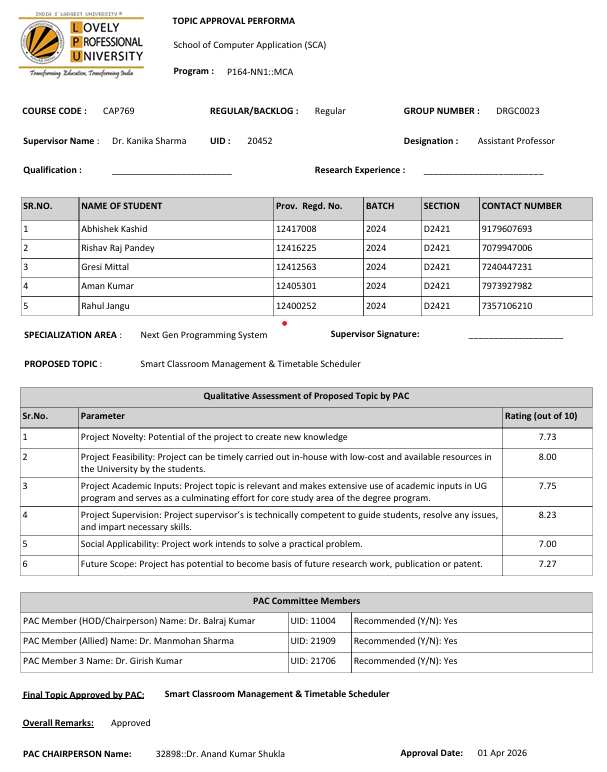 INDIA'S LARGEST UNIVERSITY *
LOVELY
PROFESSIONAL
UNIVERSITY
Transforming Education, Transforming India
TOPIC APPROVAL PERFORMA
School of Computer Application (SCA)
Program : P164-NN1::MCA
COURSE CODE : CAP769 REGULAR/BACKLOG : Regular GROUP NUMBER : DRGC0023
Supervisor Name : Dr. Kanika Sharma UID : 20452 Designation : Assistant Professor
Qualification : ________________________ Research Experience : ________________________
SR.NO. NAME OF STUDENT Prov. Regd. No. BATCH SECTION CONTACT NUMBER
1 Abhishek Kashid 12417008 2024 D2421 9179607693
2 Rishav Raj Pandey 12416225 2024 D2421 7079947006
3 Gresi Mittal 12412563 2024 D2421 7240447231
4 Aman Kumar 12405301 2024 D2421 7973927982
5 Rahul Jangu 12400252 2024 D2421 7357106210
SPECIALIZATION AREA : Next Gen Programming System Supervisor Signature: ___________________
PROPOSED TOPIC : Smart Classroom Management & Timetable Scheduler
Qualitative Assessment of Proposed Topic by PAC
Sr.No. Parameter Rating (out of 10)
1 Project Novelty: Potential of the project to create new knowledge 7.73
2 Project Feasibility: Project can be timely carried out in-house with low-cost and available resources in 8.00
the University by the students.
3 Project Academic Inputs: Project topic is relevant and makes extensive use of academic inputs in UG 7.75
program and serves as a culminating effort for core study area of the degree program.
4 Project Supervision: Project supervisor's is technically competent to guide students, resolve any issues, 8.23
and impart necessary skills.
5 Social Applicability: Project work intends to solve a practical problem. 7.00
6 Future Scope: Project has potential to become basis of future research work, publication or patent. 7.27
PAC Committee Members
PAC Member (HOD/Chairperson) Name: Dr. Balraj Kumar UID: 11004 Recommended (Y/N): Yes
PAC Member (Allied) Name: Dr. Manmohan Sharma UID: 21909 Recommended (Y/N): Yes
PAC Member 3 Name: Dr. Girish Kumar UID: 21706 Recommended (Y/N): Yes
Final Topic Approved by PAC: Smart Classroom Management & Timetable Scheduler
Overall Remarks: Approved
PAC CHAIRPERSON Name: 32898::Dr. Anand Kumar Shukla Approval Date: 01 Apr 2026